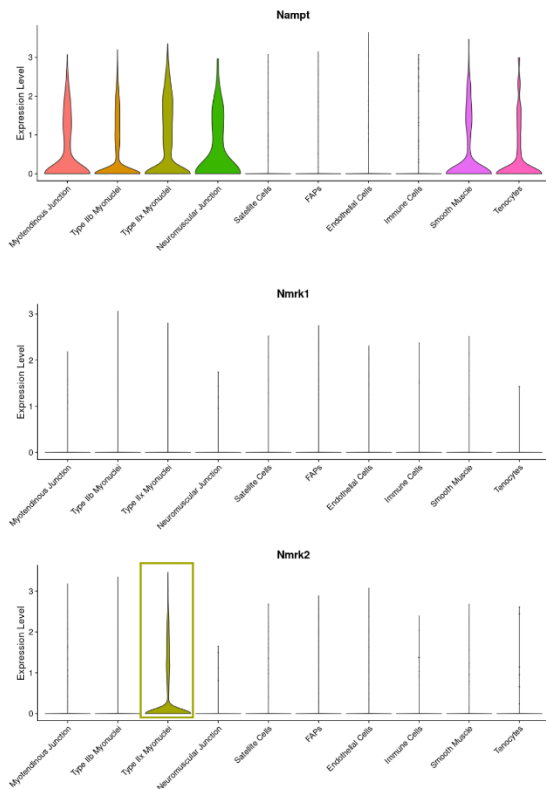 Nampt
Expression Level
3
2
1
0
Myotendinous Junction
Type IIb Myonuclei
Type IIx Myonuclei
Neuromuscular Junction
Satellite Cells
FAPs
Endothelial Cells
Immune Cells
Smooth Muscle
Tenocytes
Nmrk1
Expression Level
3
2
1
0
Myotendinous Junction
Type IIb Myonuclei
Type IIx Myonuclei
Neuromuscular Junction
Satellite Cells
FAPs
Endothelial Cells
Immune Cells
Smooth Muscle
Tenocytes
Nmrk2
Expression Level
3
2
1
0
Myotendinous Junction
Type IIb Myonuclei
Type IIx Myonuclei
Neuromuscular Junction
Satellite Cells
FAPs
Endothelial Cells
Immune Cells
Smooth Muscle
Tenocytes